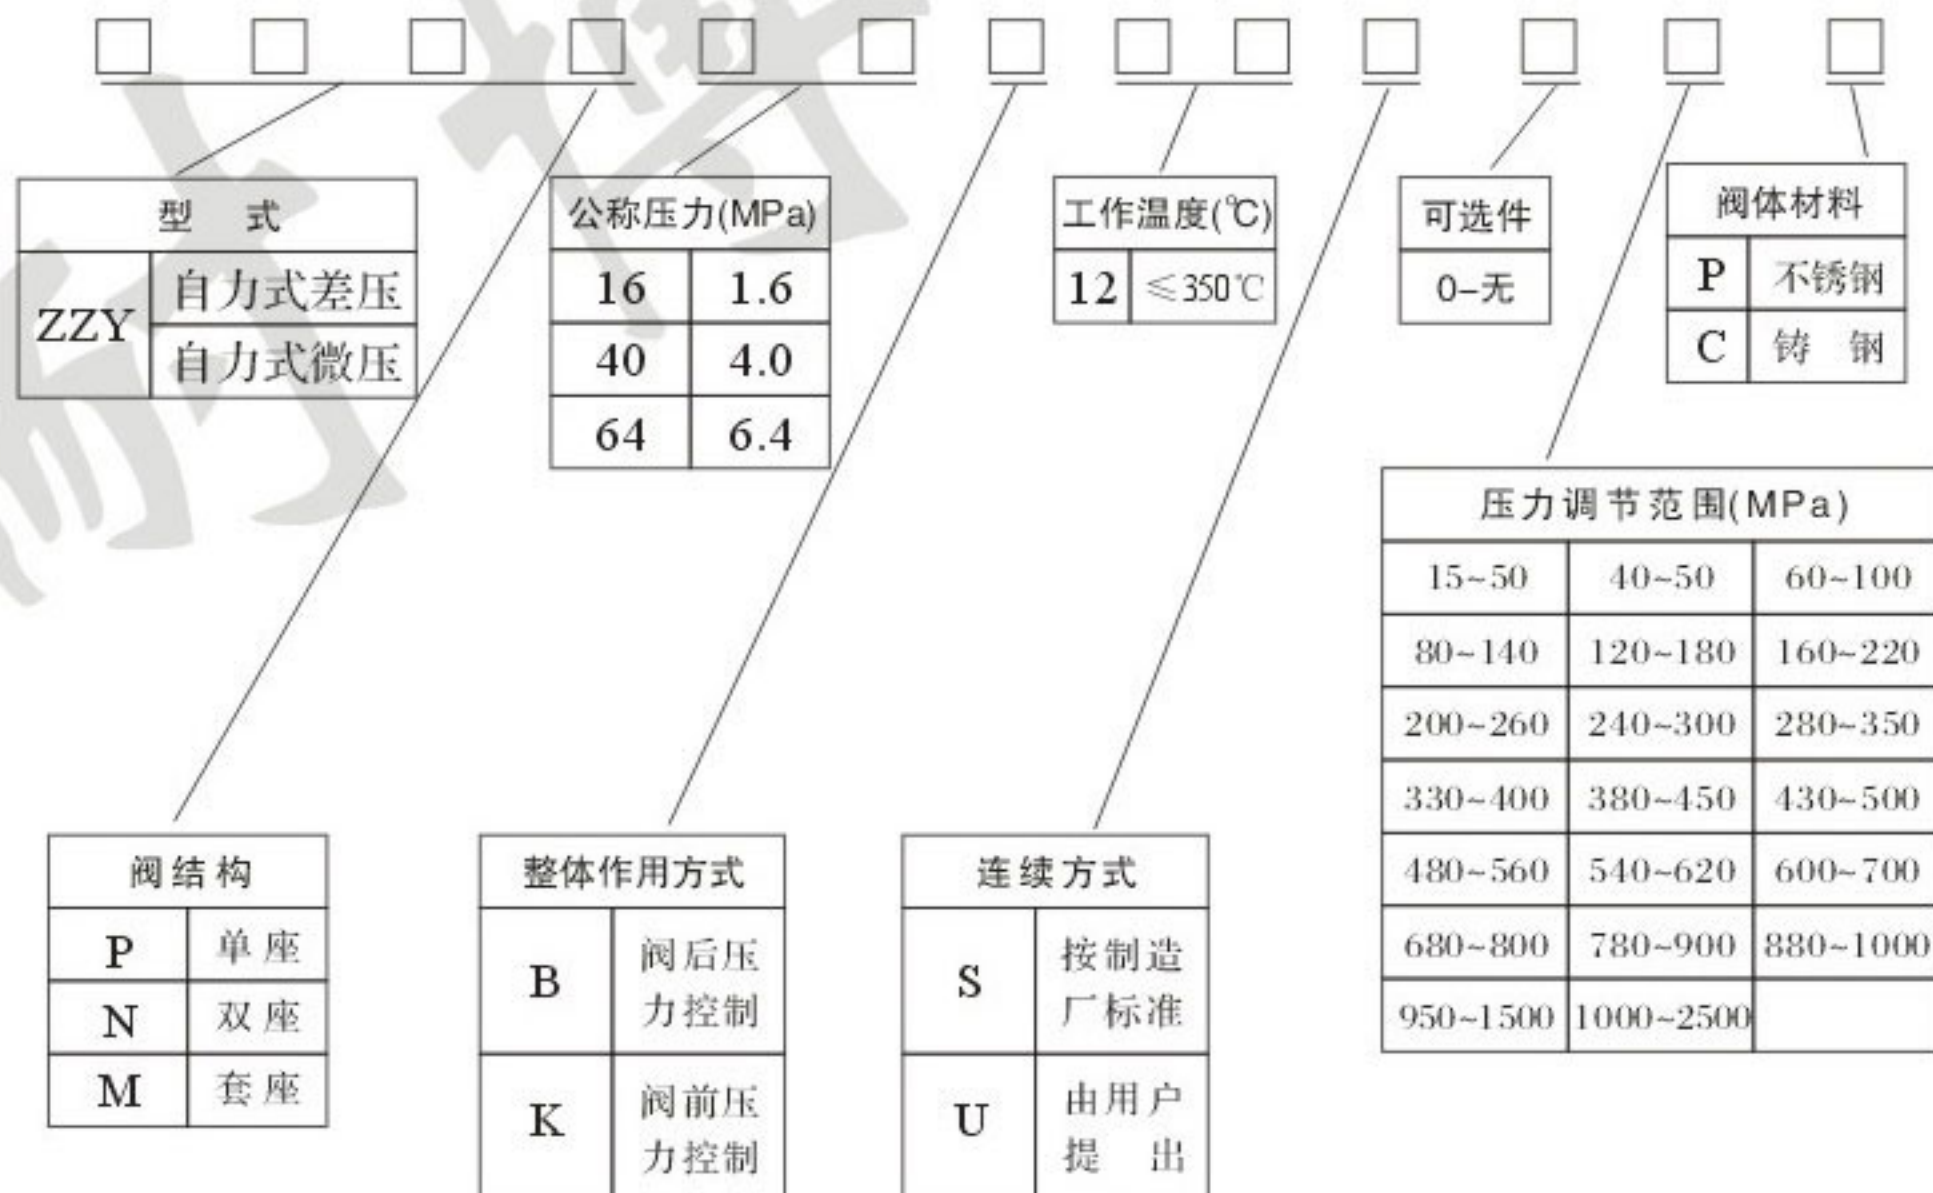 型 式
ZZY
自力式差压
自力式微压
公称压力(MPa)
16 1.6
40 4.0
64 6.4
工作温度(℃)
12 ≤350℃
可选件
0-无
阀体材料
P 不锈钢
C 铸 钢
压力调节范围(MPa)
15~50 40~50 60~100
80~140 120~180 160~220
200~260 240~300 280~350
330~400 380~450 430~500
480~560 540~620 600~700
680~800 780~900 880~1000
950~1500 1000~2500
阀结构
P 单座
N 双座
M 套座
整体作用方式
B
阀后压
力控制
K
阀前压
力控制
连续方式
S
按制造
厂标准
U
由用户
提 出